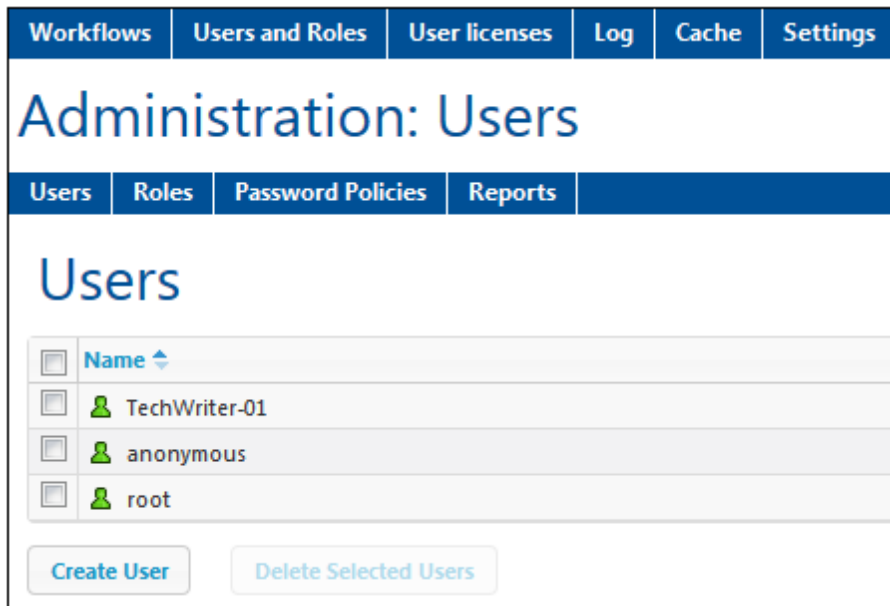 Workflows Users and Roles User licenses Log Cache Settings
Administration: Users
Users Roles Password Policies Reports
Users
Name
TechWriter-01
anonymous
root
Create User Delete Selected Users